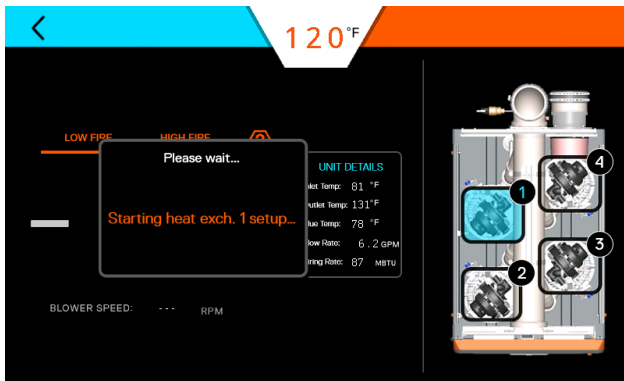 120°F
LOW FIRE HIGH FIRE
Please wait...
Starting heat exch. 1 setup...
UNIT DETAILS
Temp: 81 °F
Temp: 131°F
Temp: 78 °F
Rate: 6.2 GPM
Rate: 87 MBTU
BLOWER SPEED: --- RPM
1
2
3
4